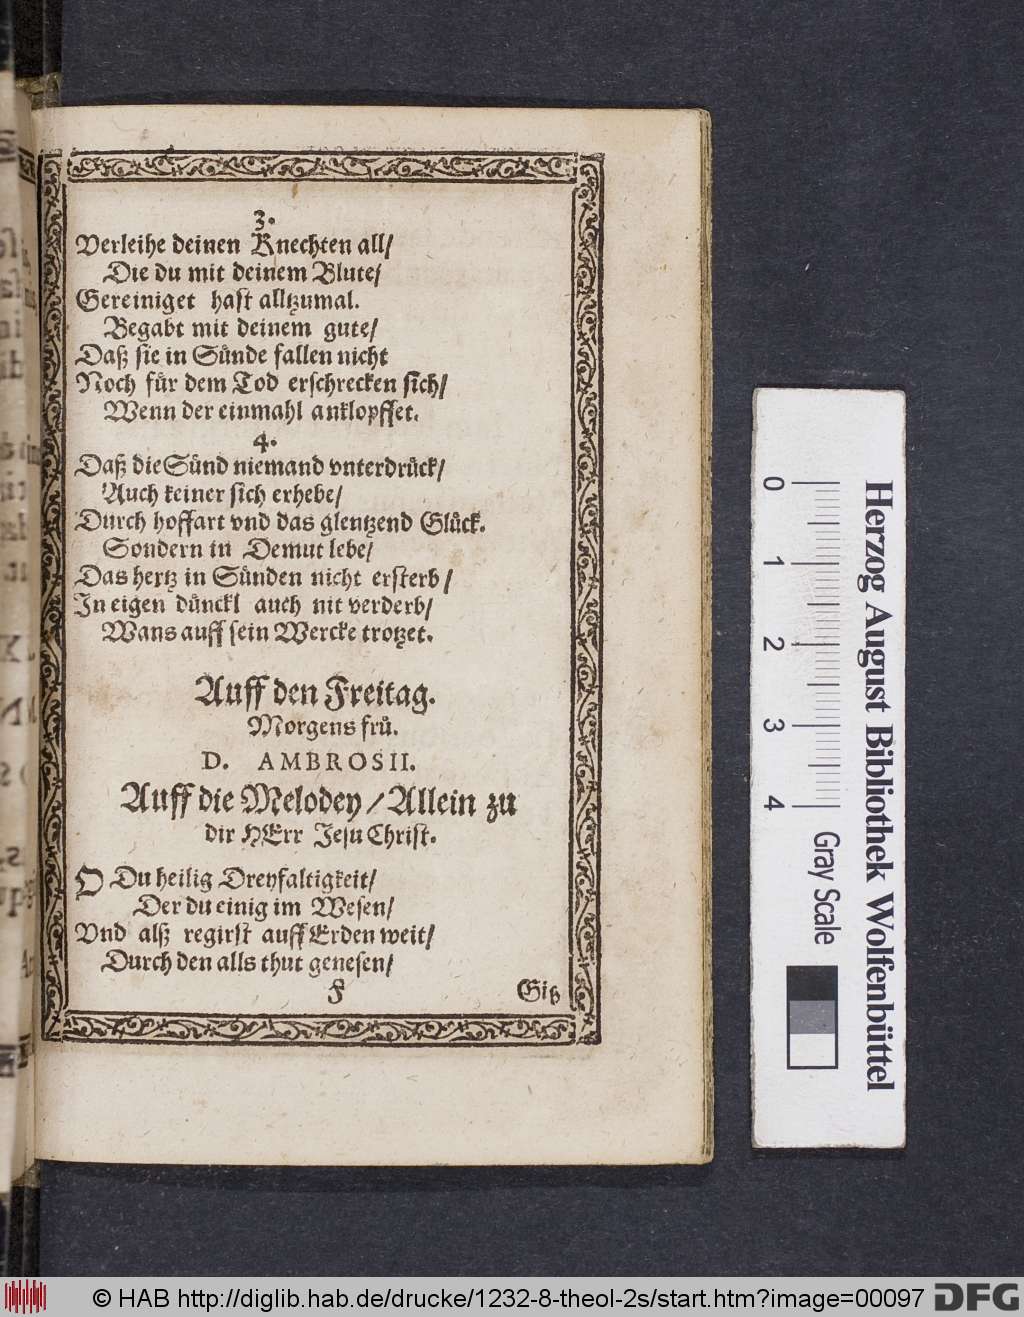 3.
Verleihe deinen Knechten all/
Die du mit deinem Blute/
Gereiniget hast alltzumal.
Begabt mit deinem gute/
Daß sie in Sünde fallen nicht
Noch für dem Tod erschrecken sich/
Wenn der einmahl anklopffet.
4.
Daß die Sünd niemand vnterdrück/
Auch keiner sich erhebe/
Durch hoffart vnd das glentzend Glück.
Sondern in Demut lebe/
Das hertz in Sünden nicht ersterb/
In eigen dünckl auch nit verderb/
Wans auff sein Wercke trotzet.
Auff den Freitag.
Morgens frü.
D. AMBROSII.
Auff die Melodey/Allein zu
dir HErr Jesu Christ.
O Du heilig Dreyfaltigkeit/
Der du einig im Wesen/
Vnd alß regirst auff Erden weit/
Durch den alls thut genesen/
F Gib
0 1 2 3 4
Gray Scale
Herzog August Bibliothek Wolfenbüttel
© HAB http://diglib.hab.de/drucke/1232-8-theol-2s/start.htm?image=00097
DFG